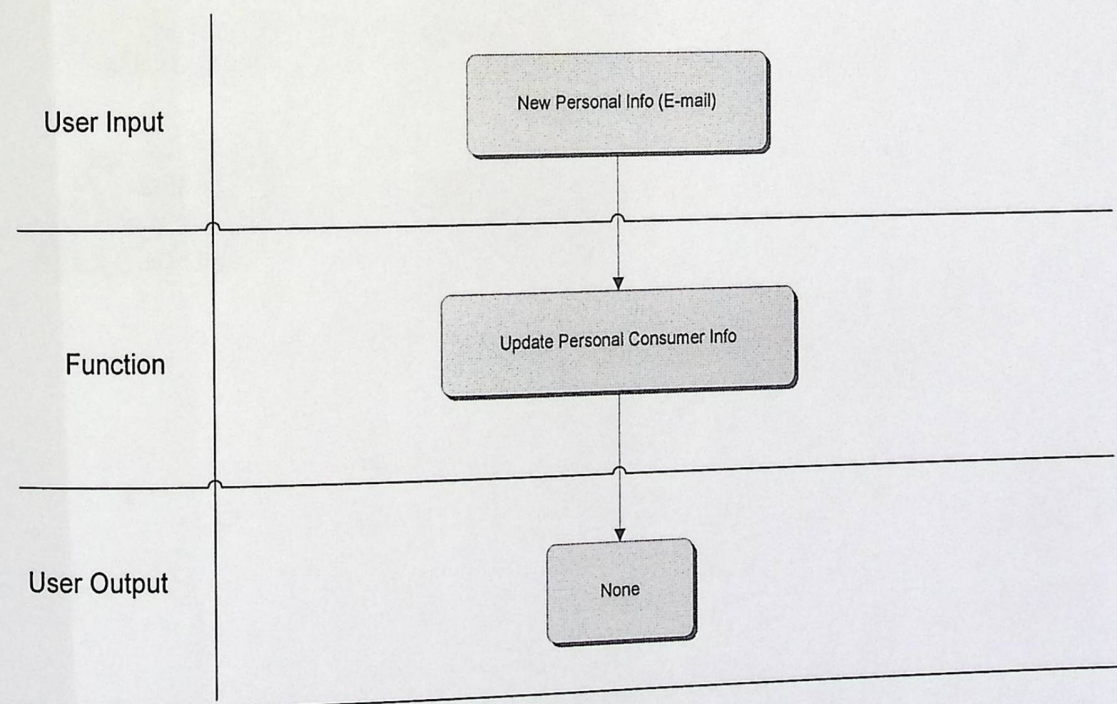 User Input
New Personal Info (E-mail)
Function
Update Personal Consumer Info
User Output
None